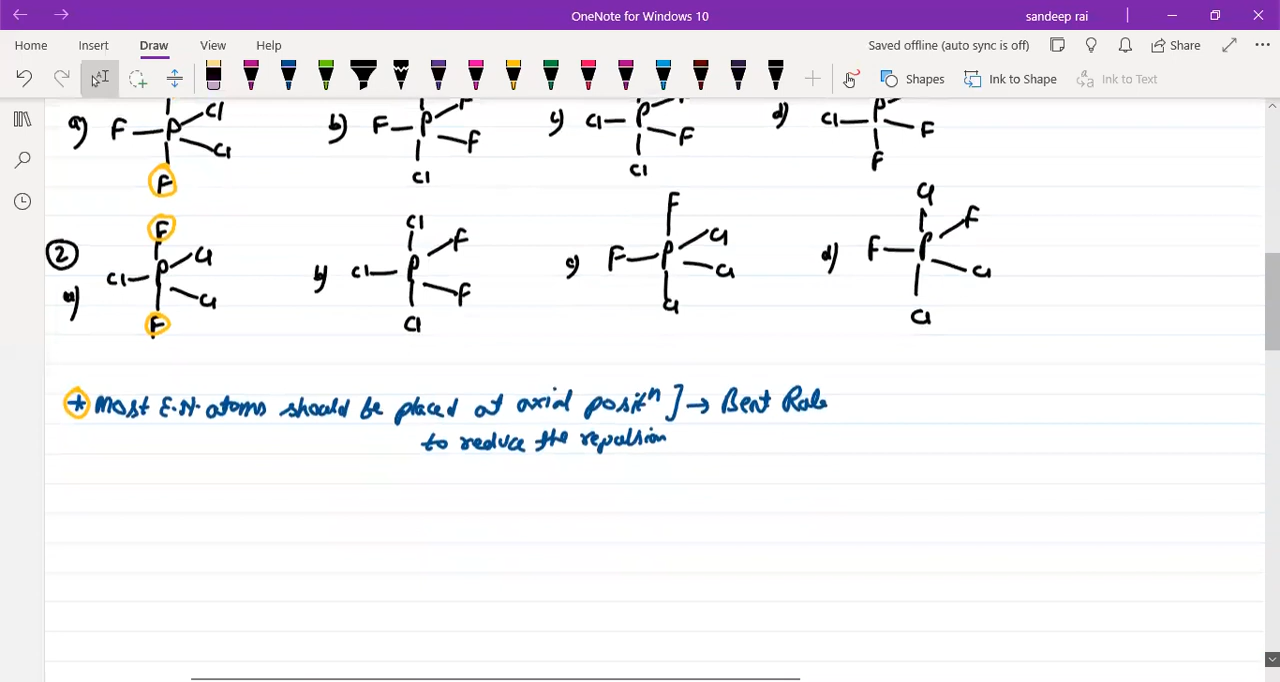 OneNote for Windows 10
sandeep rai
Home Insert Draw View Help
Saved offline (auto sync is off) Share
Shapes Ink to Shape Ink to Text
a) F P Cl Cl F
b) F P F F Cl
c) Cl P F Cl
d) Cl P F F
2
a) F Cl P Cl Cl F
b) Cl Cl P F F Cl
c) F F P Cl Cl Cl
d) Cl F P F Cl Cl
* Most E.N. atoms should be placed at axial positn ] → Bent Rule
to reduce the repulsion